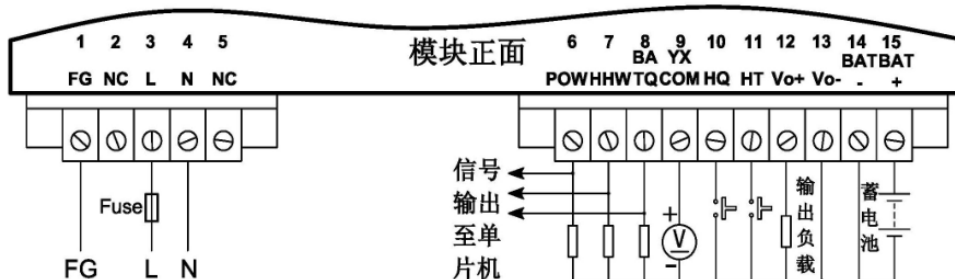 模块正面
1 2 3 4 5
FG NC L N NC
6 7 8 9 10 11 12 13 14 15
BA YX BAT BAT
POW HHW TQ COM HQ HT Vo+ Vo- - +
Fuse
FG L N
信号
输出
至单
片机
+
V
-
输出负载
蓄电池